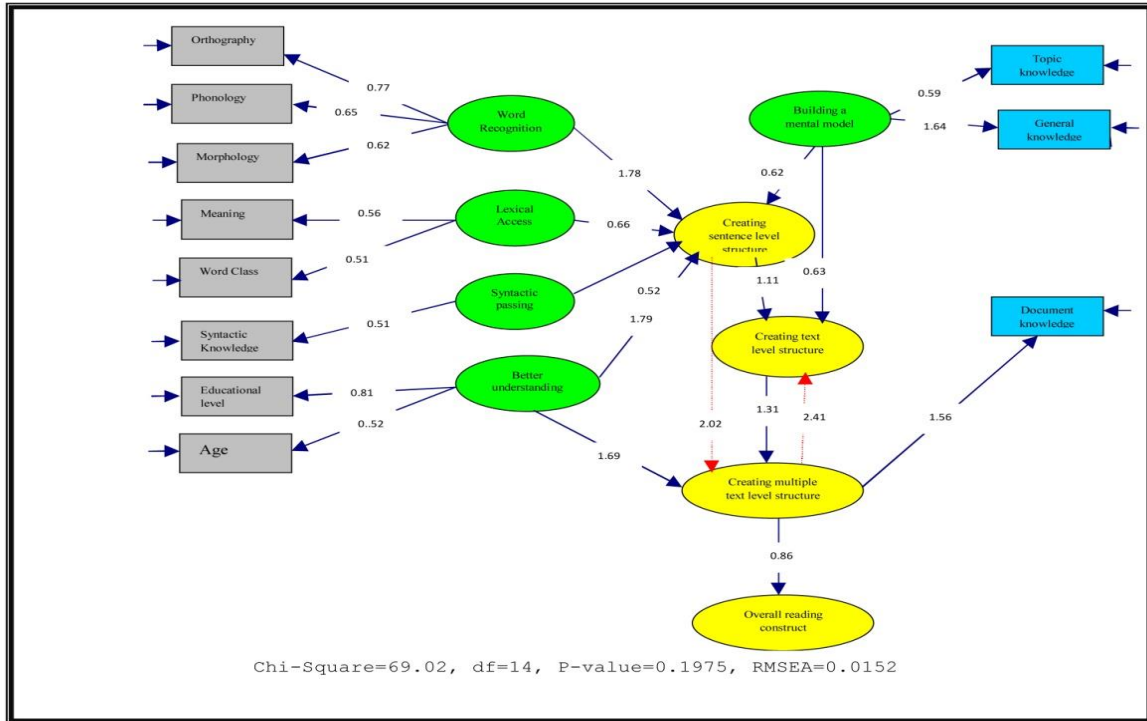 Orthography
Phonology
Morphology
Meaning
Word Class
Syntactic
Knowledge
Educational
level
Age
0.77
0.65
0.62
0.56
0.51
0.51
0.81
0..52
Word
Recognition
Lexical
Access
Syntactic
passing
Better
understanding
1.78
0.66
0.52
1.79
1.69
Building a
mental model
0.59
1.64
0.62
0.63
Topic
knowledge
General
knowledge
Creating
sentence level
structure
1.11
2.02
Creating text
level structure
1.31
2.41
Creating multiple
text level structure
1.56
Document
knowledge
0.86
Overall reading
construct
Chi-Square=69.02, df=14, P-value=0.1975, RMSEA=0.0152